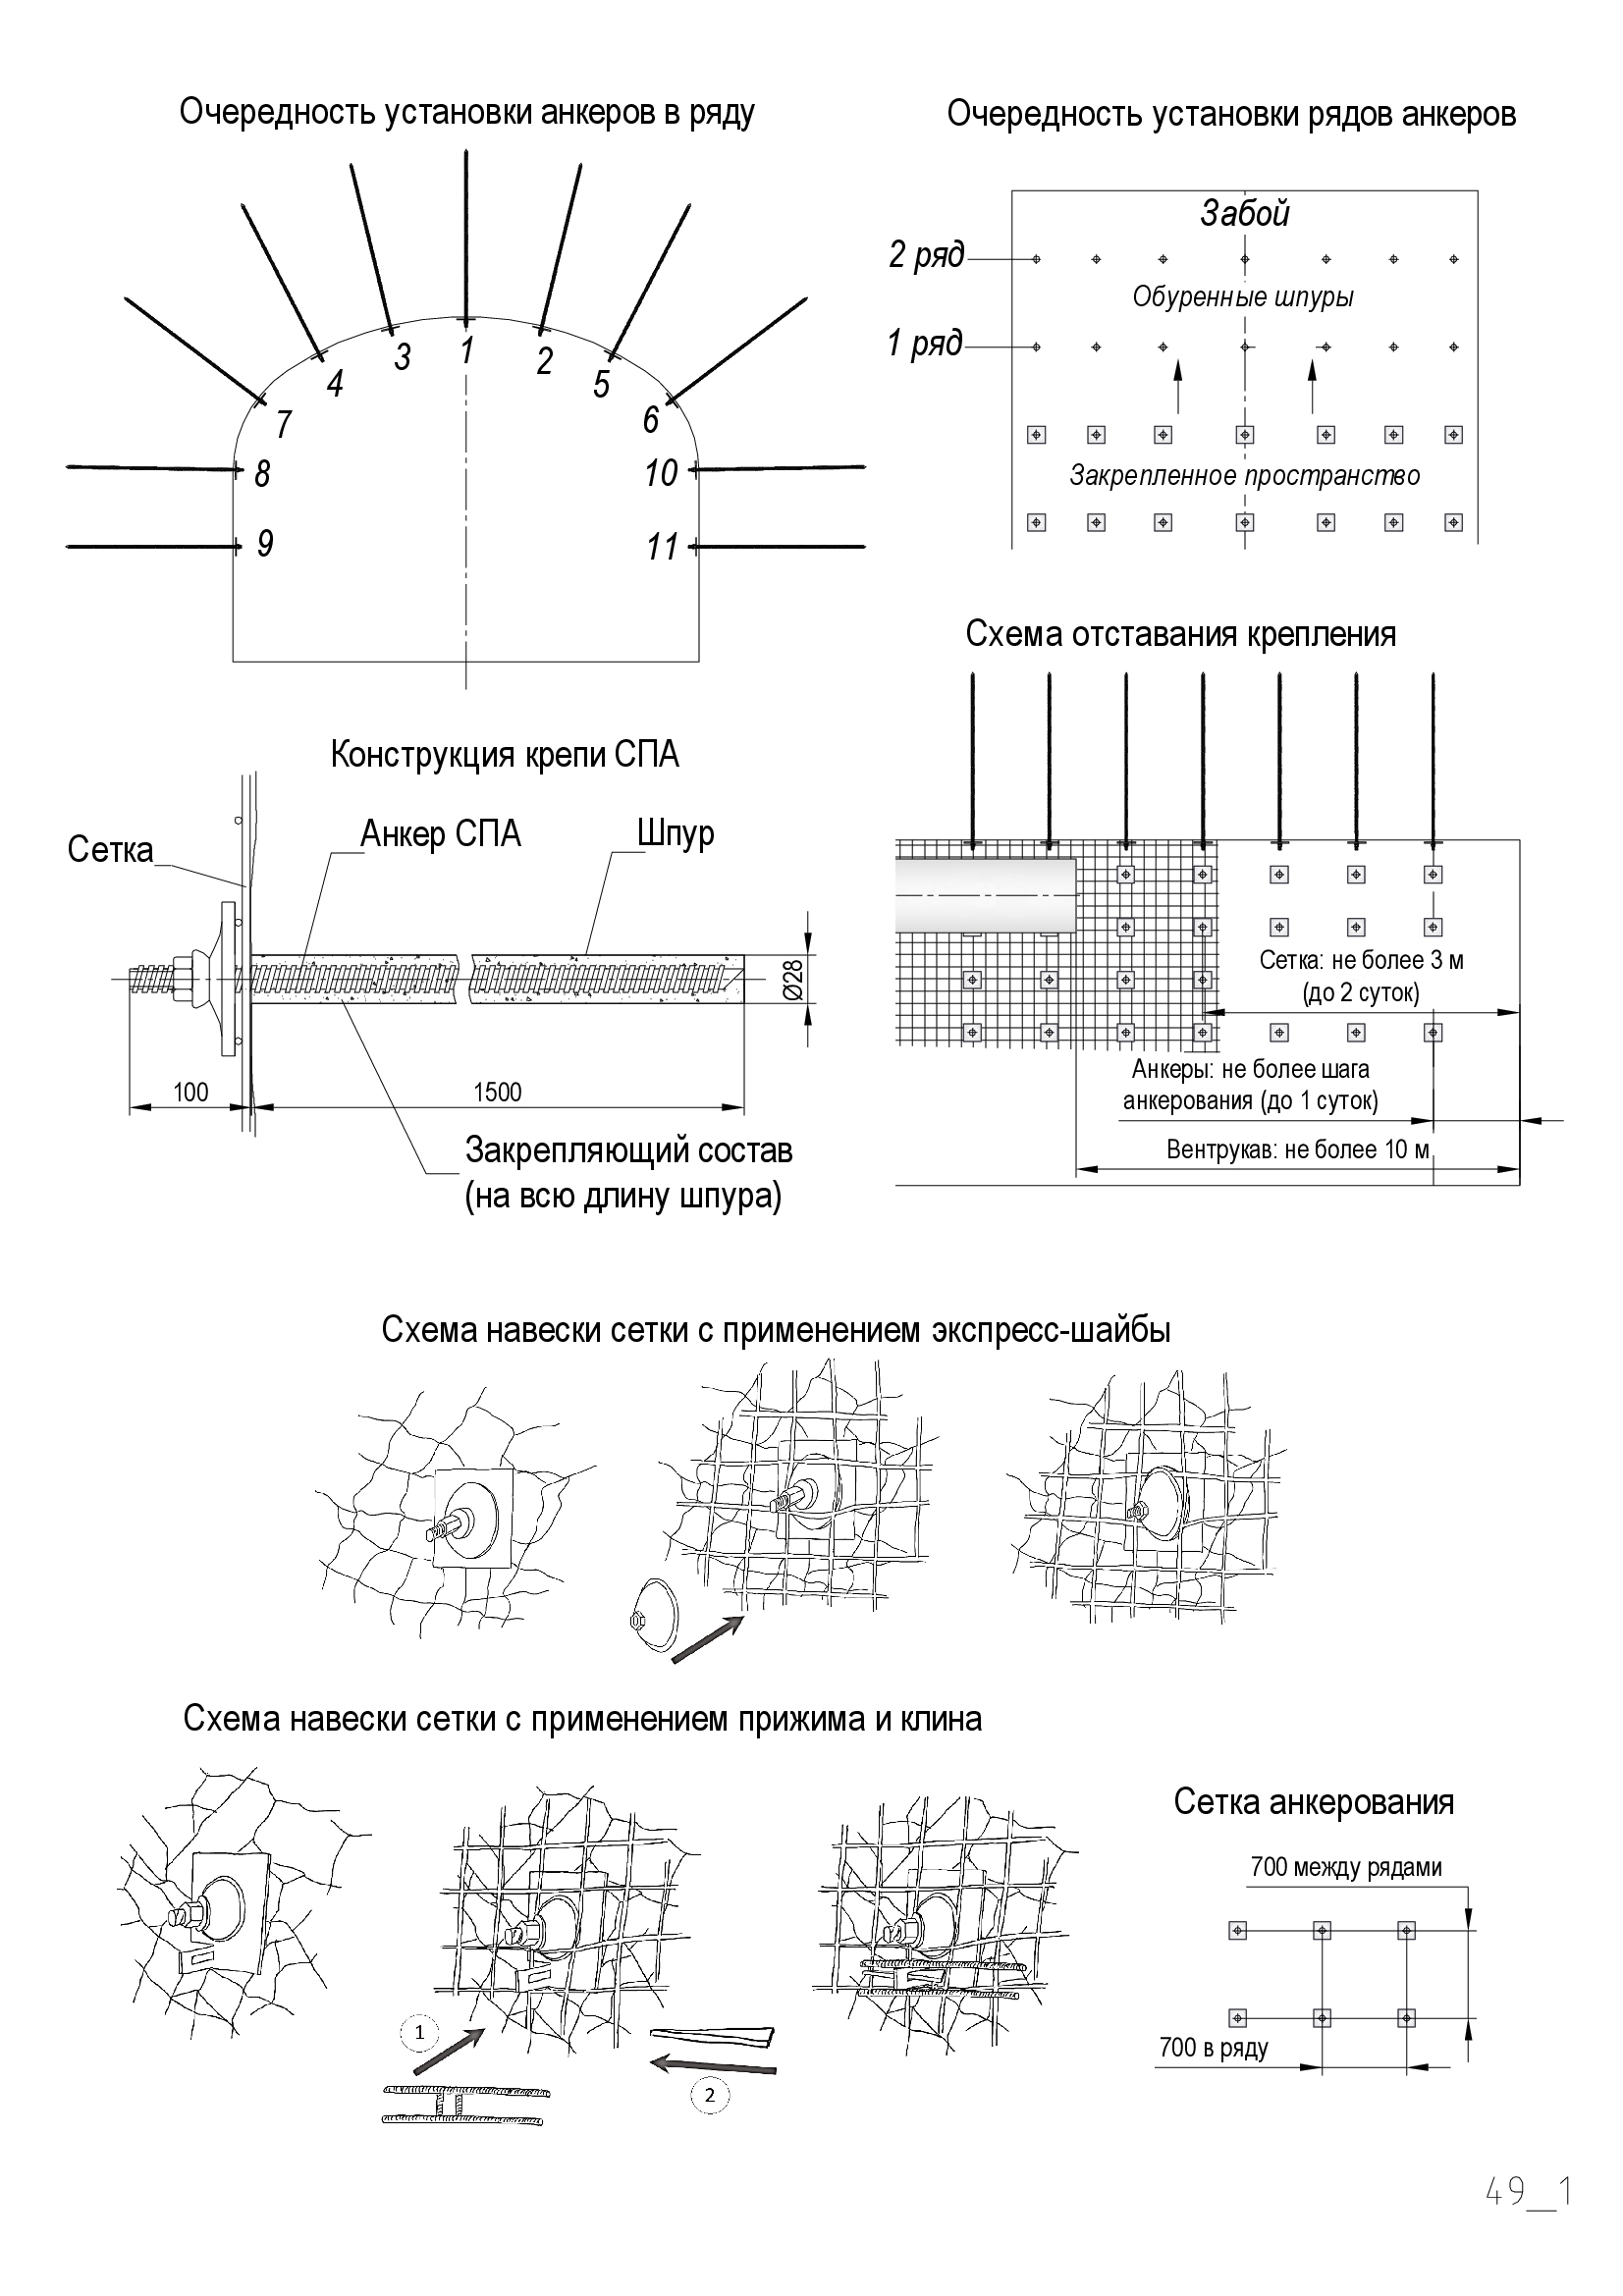 Очередность установки анкеров в ряду
3
1
2
4
5
7
6
8
10
9
11
Очередность установки рядов анкеров
Забой
2 ряд
Обуренные шпуры
1 ряд
Закрепленное пространство
Схема отставания крепления
Сетка: не более 3 м
(до 2 суток)
Анкеры: не более шага
анкерования (до 1 суток)
Вентрукав: не более 10 м
Конструкция крепи СПА
Сетка
Анкер СПА
Шпур
Ø28
100
1500
Закрепляющий состав
(на всю длину шпура)
Схема навески сетки с применением экспресс-шайбы
Схема навески сетки с применением прижима и клина
1
2
Сетка анкерования
700 между рядами
700 в ряду
49_1